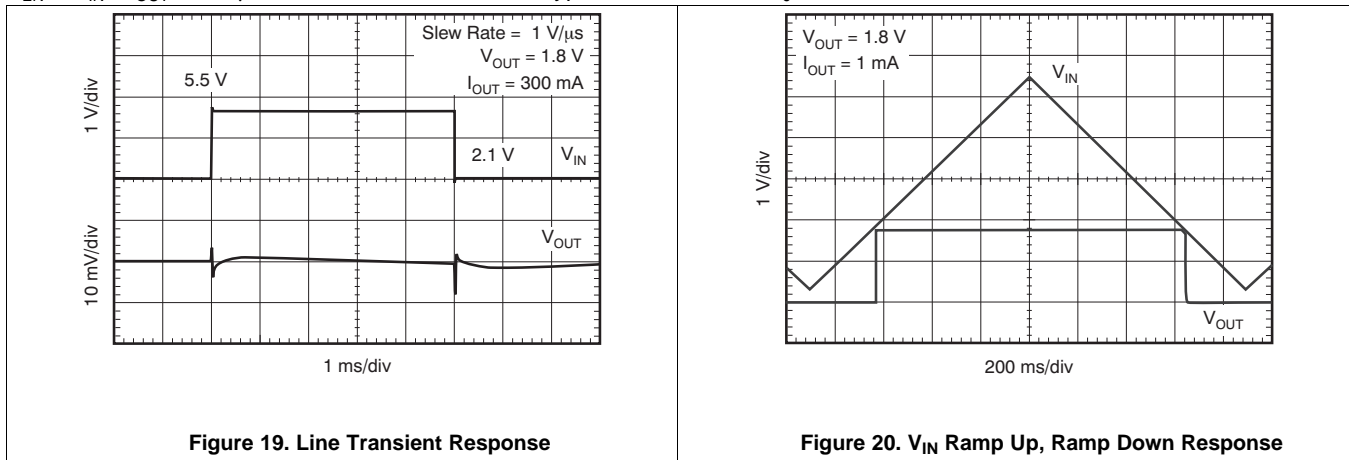 Slew Rate = 1 V/μs
V_OUT = 1.8 V
I_OUT = 300 mA
5.5 V
2.1 V
V_IN
V_OUT
1 V/div
10 mV/div
1 ms/div
Figure 19. Line Transient Response
V_OUT = 1.8 V
I_OUT = 1 mA
V_IN
V_OUT
1 V/div
200 ms/div
Figure 20. V_IN Ramp Up, Ramp Down Response